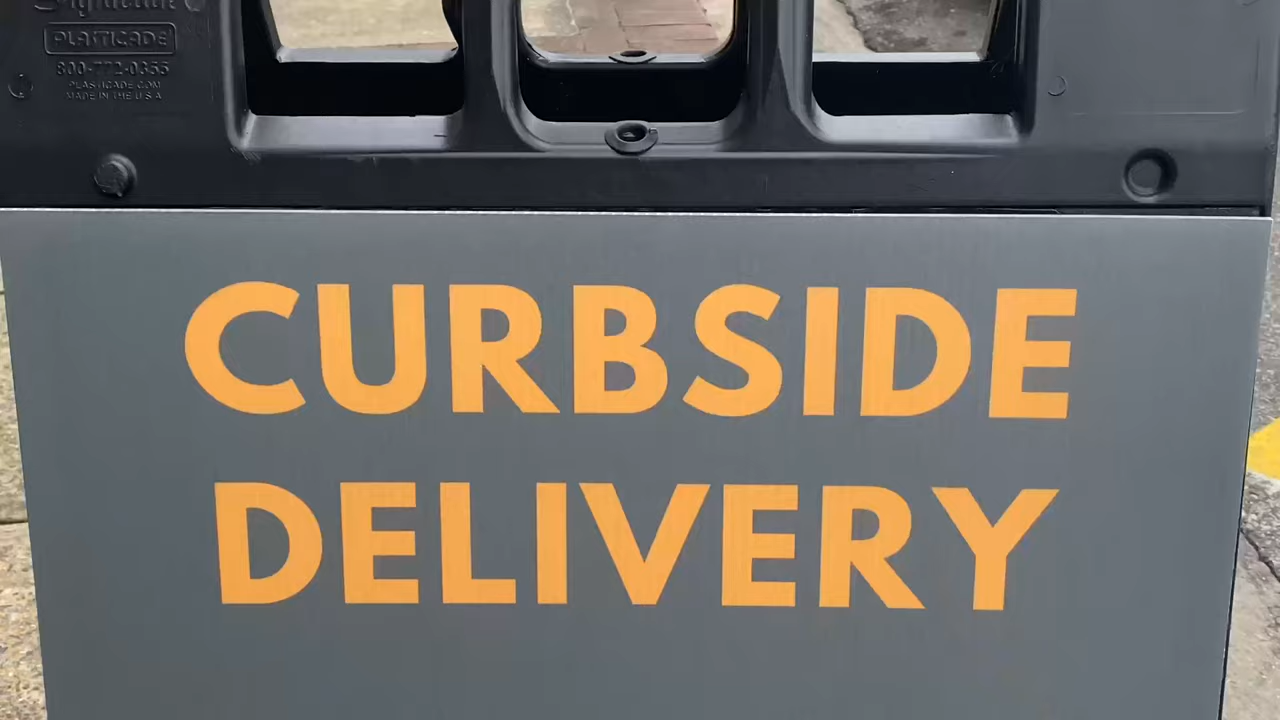 PLASTICADE
800-772-0355
PLASTICADE.COM
MADE IN THE U.S.A.
CURBSIDE
DELIVERY